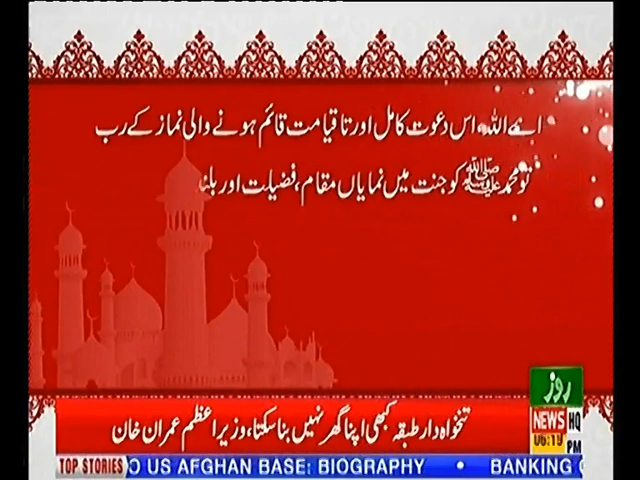 اے اللہ، اس دعوت کامل اور تا قیامت قائم ہونے والی نماز کے رب
تو محمد ﷺ کو جنت میں نمایاں مقام، فضیلت اور بلند
تنخواہ دار طبقہ کبھی اپنا گھر نہیں بنا سکتا، وزیراعظم عمران خان
روز
NEWS HQ
06:19 PM
TOP STORIES O US AFGHAN BASE: BIOGRAPHY • BANKING